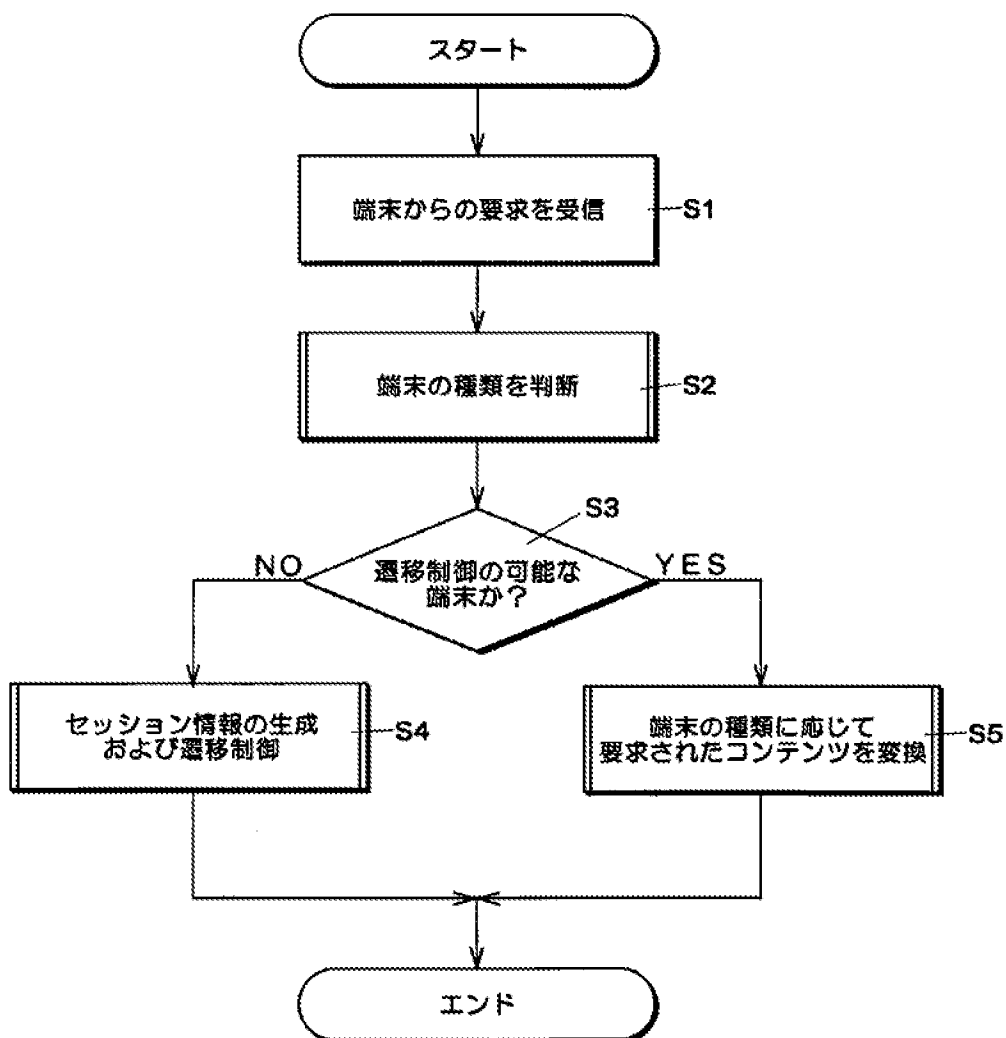 スタート
端末からの要求を受信
S1
端末の種類を判断
S2
S3
遷移制御の可能な
端末か？
NO
YES
セッション情報の生成
および遷移制御
S4
端末の種類に応じて
要求されたコンテンツを変換
S5
エンド